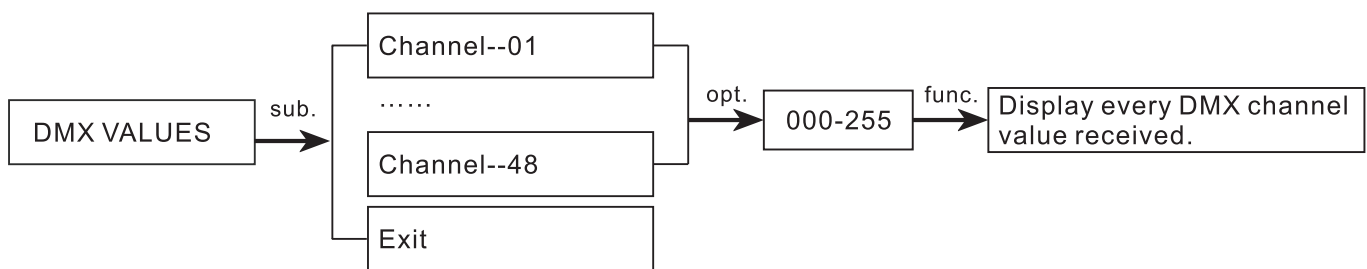 DMX VALUES
sub.
Channel--01
......
Channel--48
Exit
opt.
000-255
func.
Display every DMX channel
value received.